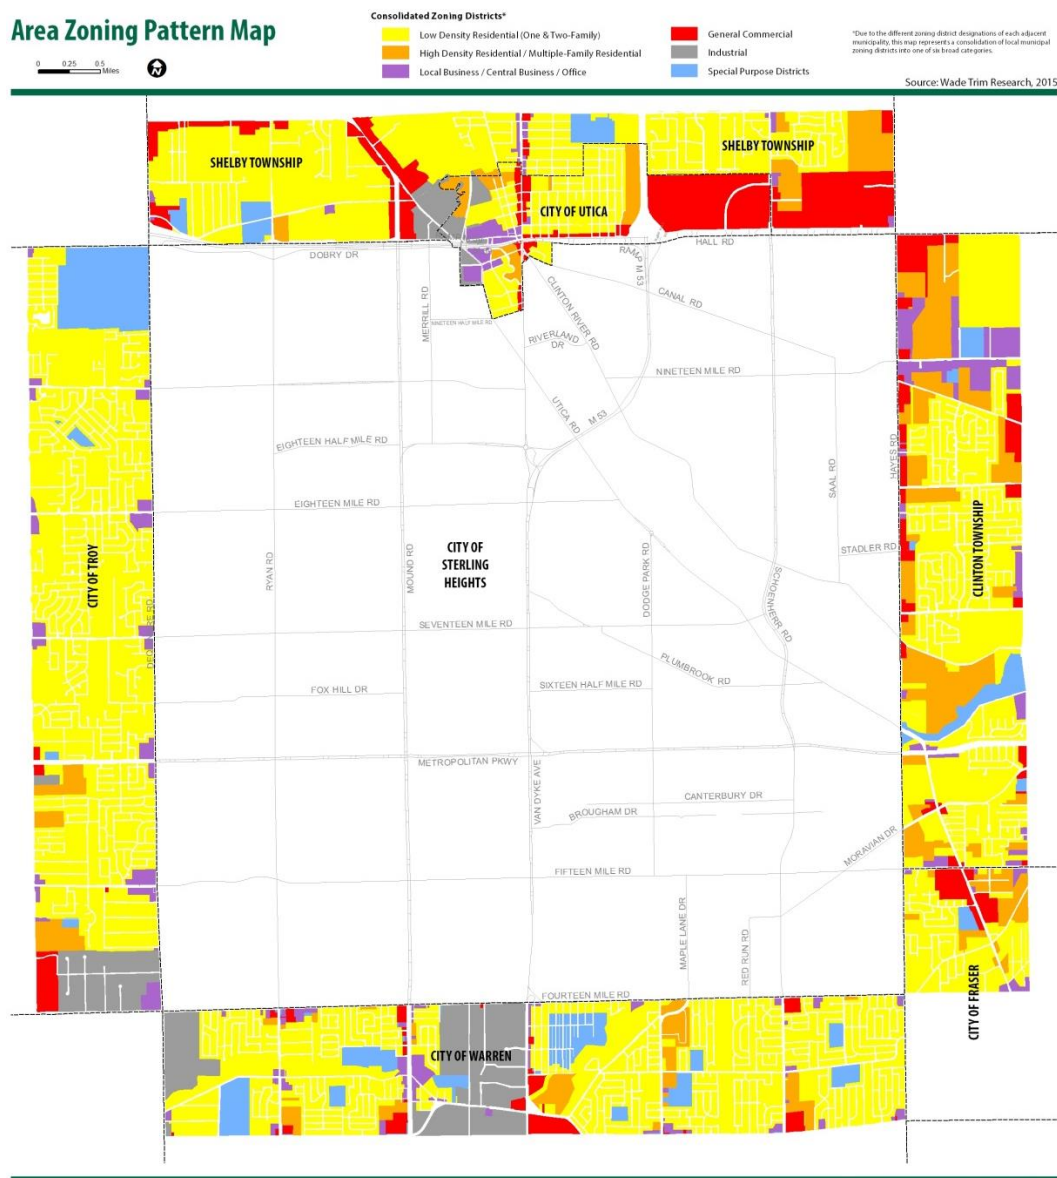 Area Zoning Pattern Map
0 0.25 0.5
Miles
N
Consolidated Zoning Districts*
Low Density Residential (One & Two-Family)
High Density Residential / Multiple-Family Residential
Local Business / Central Business / Office
General Commercial
Industrial
Special Purpose Districts
*Due to the different zoning district designations of each adjacent
municipality, this map represents a consolidation of local municipal
zoning districts into one of six broad categories.
Source: Wade Trim Research, 2015
SHELBY TOWNSHIP
SHELBY TOWNSHIP
CITY OF UTICA
HALL RD
DOBRY DR
RAMP M 53
CANAL RD
CLINTON RIVER RD
MERRILL RD
NINETEEN HALF MILE RD
RIVERLAND
DR
NINETEEN MILE RD
UTICA RD
M 53
EIGHTEEN HALF MILE RD
HAYES RD
SAAL RD
EIGHTEEN MILE RD
CITY OF
STERLING
HEIGHTS
CITY OF TROY
RYAN RD
MOUND RD
DODGE PARK RD
STADLER RD
CLINTON TOWNSHIP
SCHOENHERR RD
SEVENTEEN MILE RD
PLUMBROOK RD
FOX HILL DR
SIXTEEN HALF MILE RD
METROPOLITAN PKWY
VAN DYKE AVE
CANTERBURY DR
BROUGHAM DR
MORAVIAN DR
FIFTEEN MILE RD
MAPLE LANE DR
RED RUN RD
FOURTEEN MILE RD
CITY OF FRASER
CITY OF WARREN